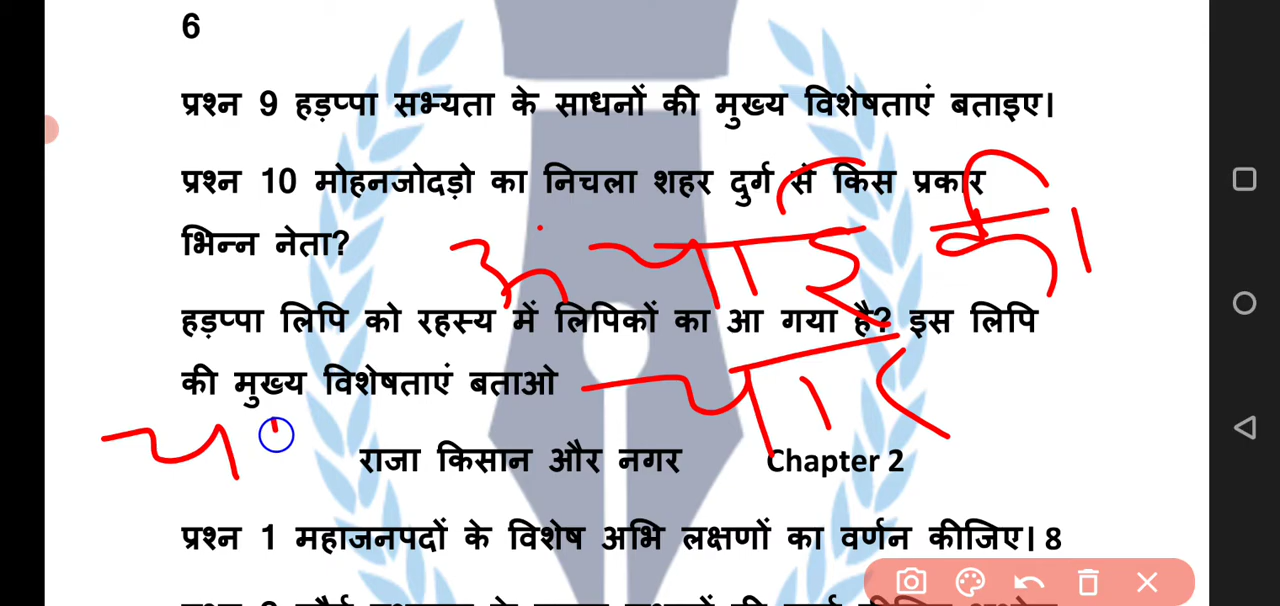 6
प्रश्न 9 हड़प्पा सभ्यता के साधनों की मुख्य विशेषताएं बताइए।
प्रश्न 10 मोहनजोदड़ो का निचला शहर दुर्ग से किस प्रकार
भिन्न नेता?
हड़प्पा लिपि को रहस्य में लिपिकों का आ गया है? इस लिपि
की मुख्य विशेषताएं बताओ
राजा किसान और नगर Chapter 2
प्रश्न 1 महाजनपदों के विशेष अभि लक्षणों का वर्णन कीजिए। 8